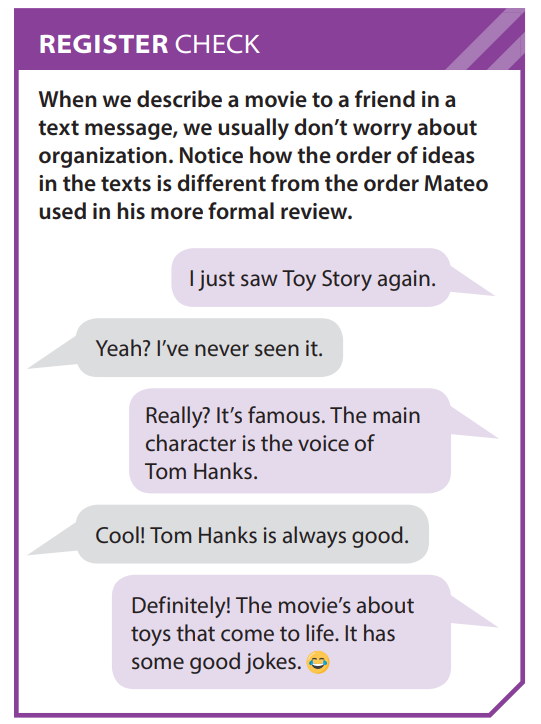 REGISTER CHECK
When we describe a movie to a friend in a
text message, we usually don’t worry about
organization. Notice how the order of ideas
in the texts is different from the order Mateo
used in his more formal review.
I just saw Toy Story again.
Yeah? I’ve never seen it.
Really? It’s famous. The main
character is the voice of
Tom Hanks.
Cool! Tom Hanks is always good.
Definitely! The movie’s about
toys that come to life. It has
some good jokes. 😂